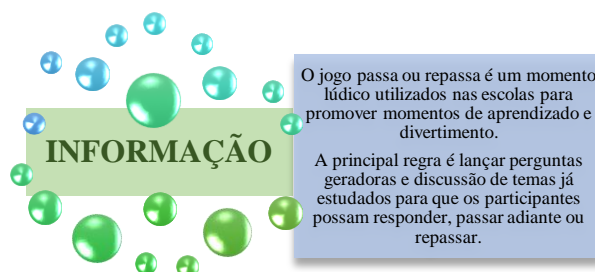 INFORMAÇÃO
O jogo passa ou repassa é um momento
lúdico utilizados nas escolas para
promover momentos de aprendizado e
divertimento.
A principal regra é lançar perguntas
geradoras e discussão de temas já
estudados para que os participantes
possam responder, passar adiante ou
repassar.